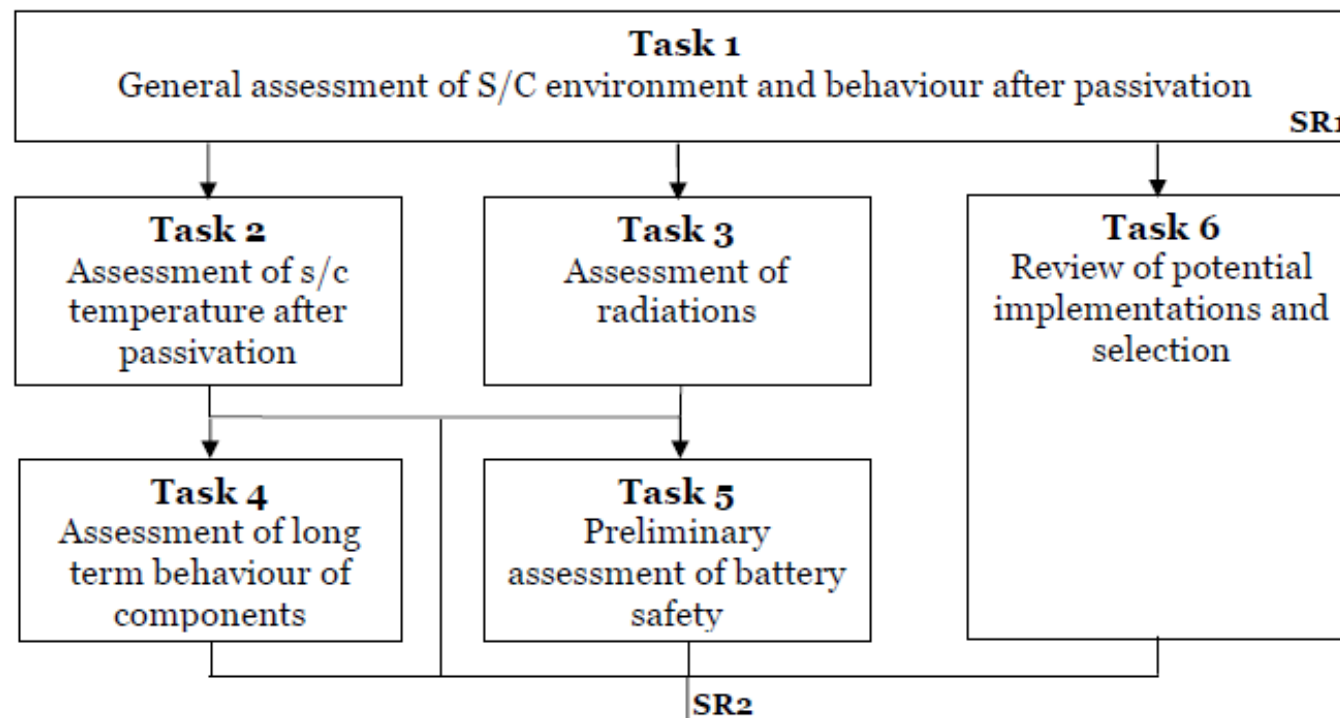 Task 1
General assessment of S/C environment and behaviour after passivation
SR1
Task 2
Assessment of s/c
temperature after
passivation
Task 3
Assessment of
radiations
Task 6
Review of potential
implementations and
selection
Task 4
Assessment of long
term behaviour of
components
Task 5
Preliminary
assessment of battery
safety
SR2